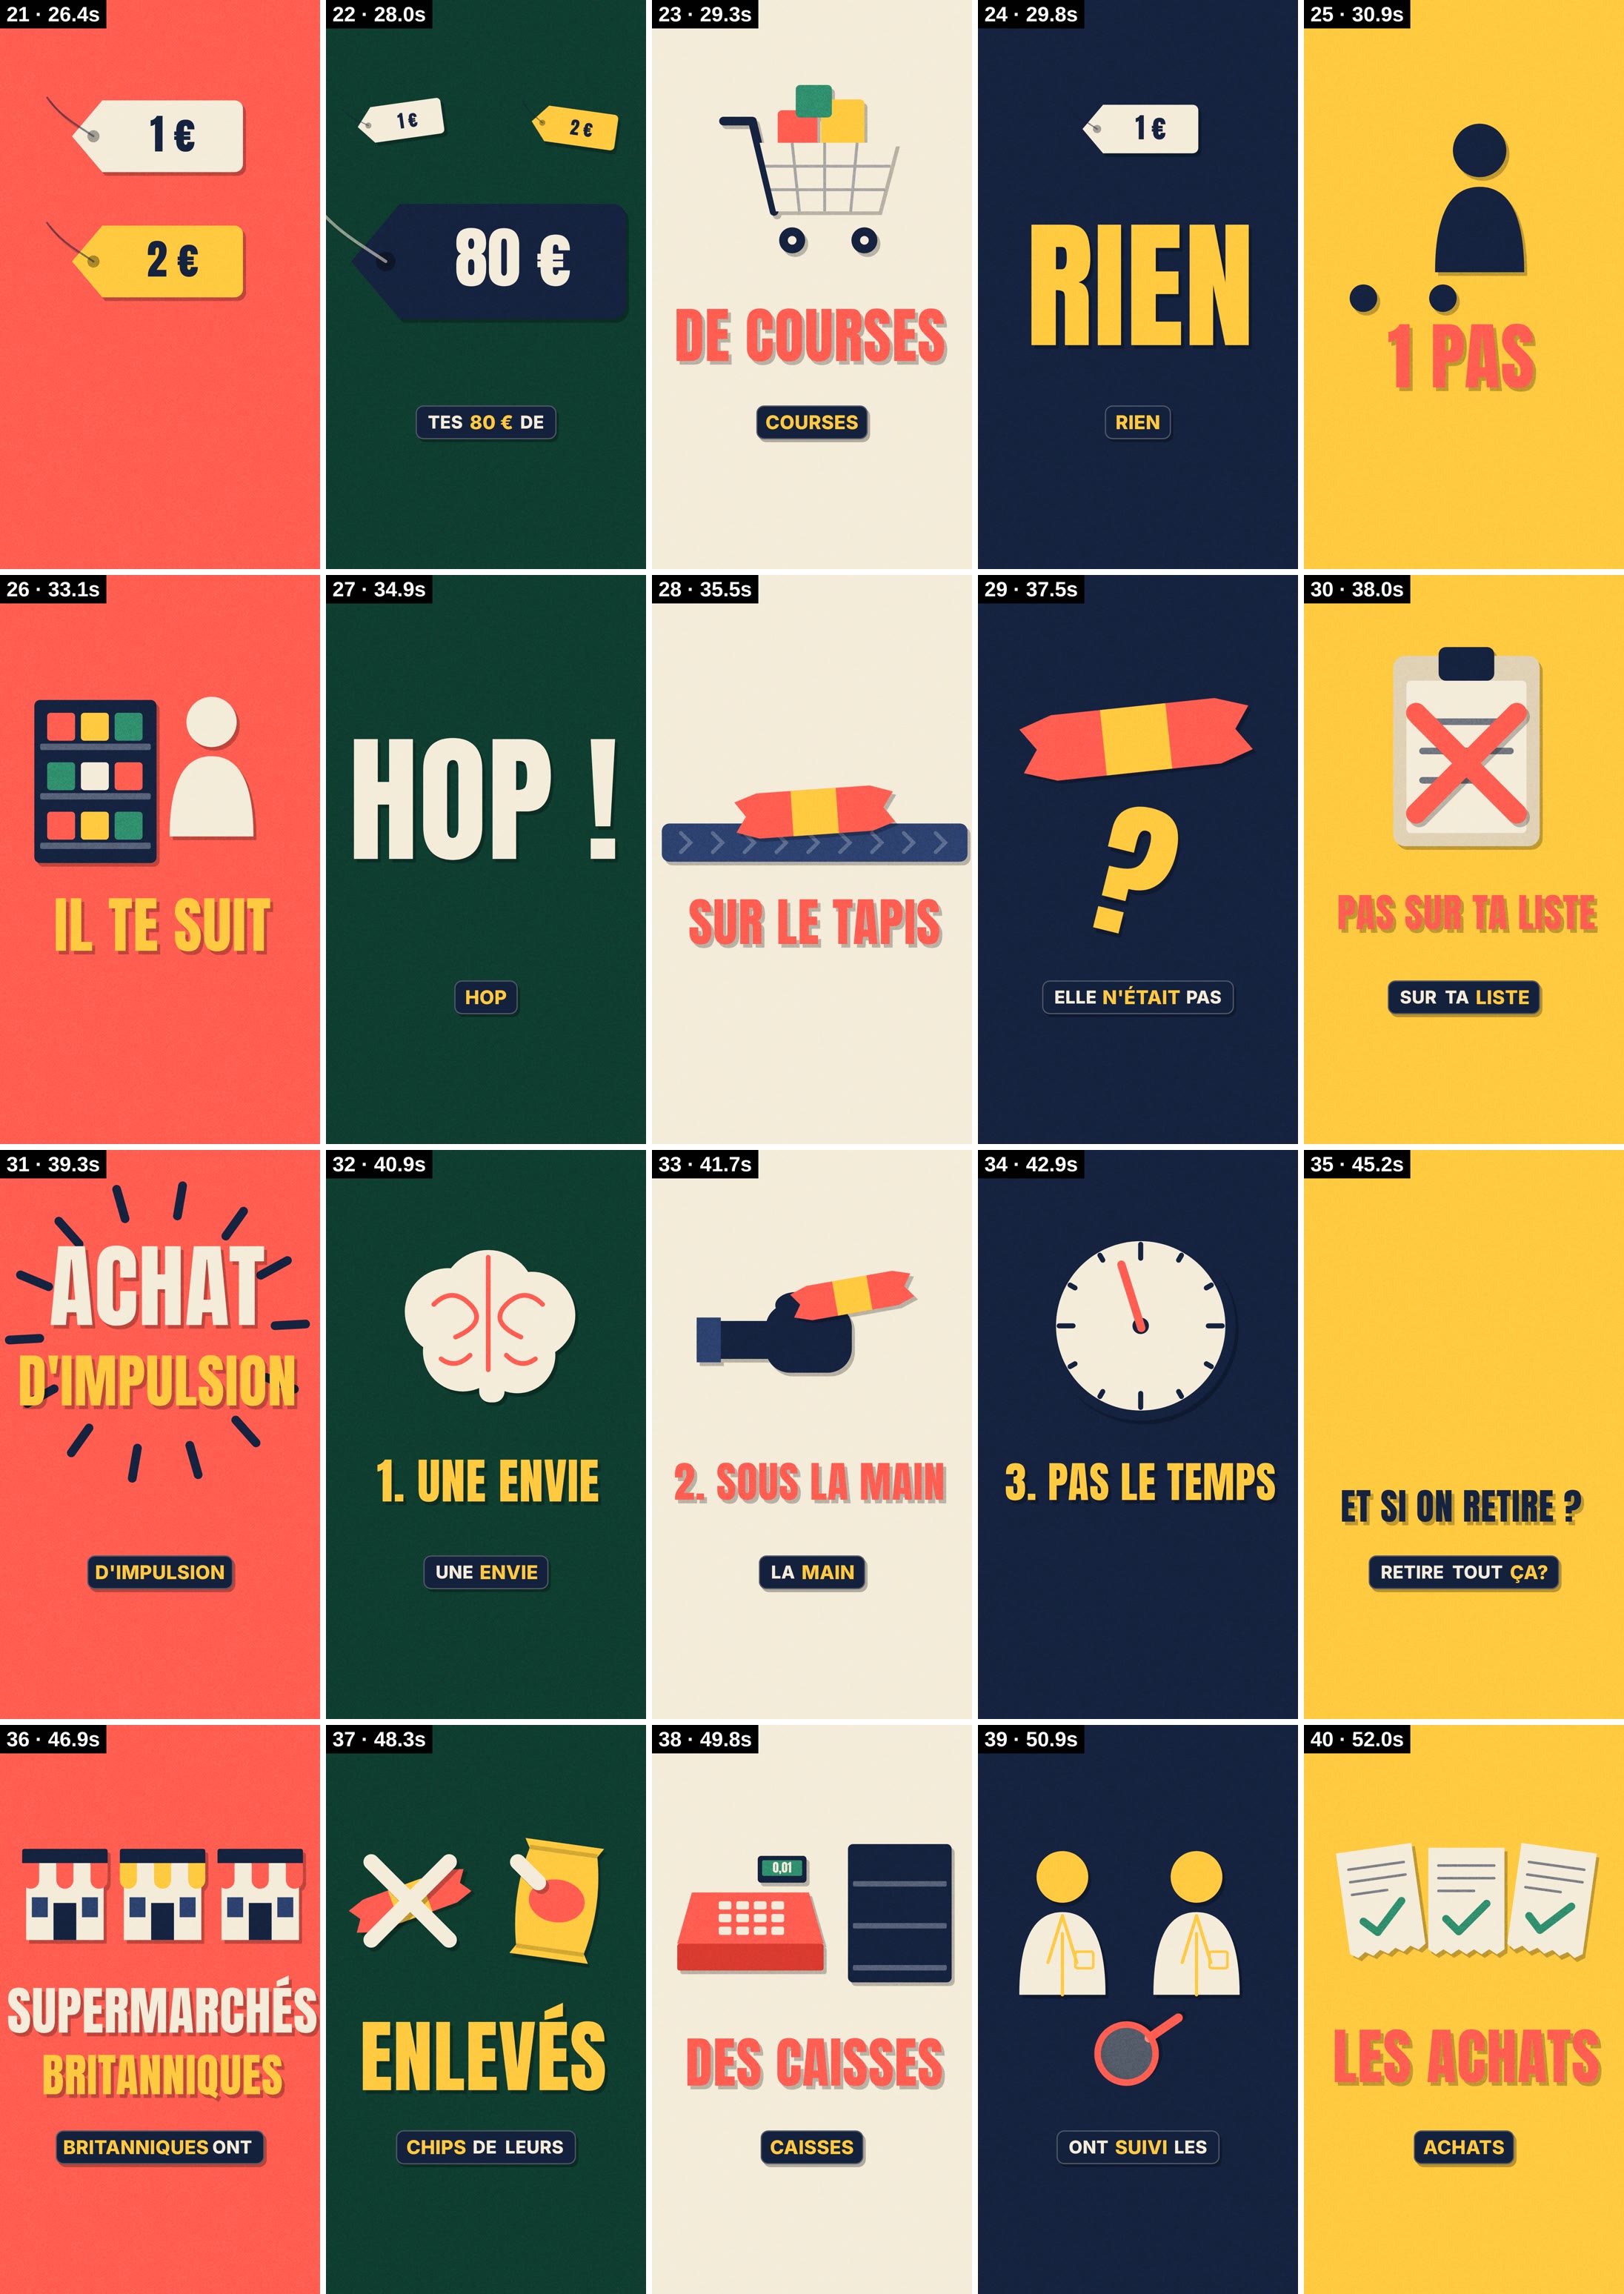 21 · 26.4s
1 €
2 €
22 · 28.0s
1 €
2 €
80 €
TES 80 € DE
23 · 29.3s
DE COURSES
COURSES
24 · 29.8s
1 €
RIEN
RIEN
25 · 30.9s
1 PAS
26 · 33.1s
IL TE SUIT
27 · 34.9s
HOP !
HOP
28 · 35.5s
SUR LE TAPIS
29 · 37.5s
?
ELLE N'ÉTAIT PAS
30 · 38.0s
PAS SUR TA LISTE
SUR TA LISTE
31 · 39.3s
ACHAT
D'IMPULSION
D'IMPULSION
32 · 40.9s
1. UNE ENVIE
UNE ENVIE
33 · 41.7s
2. SOUS LA MAIN
LA MAIN
34 · 42.9s
3. PAS LE TEMPS
35 · 45.2s
ET SI ON RETIRE ?
RETIRE TOUT ÇA?
36 · 46.9s
SUPERMARCHÉS
BRITANNIQUES
BRITANNIQUES ONT
37 · 48.3s
ENLEVÉS
CHIPS DE LEURS
38 · 49.8s
0,01
DES CAISSES
CAISSES
39 · 50.9s
ONT SUIVI LES
40 · 52.0s
LES ACHATS
ACHATS